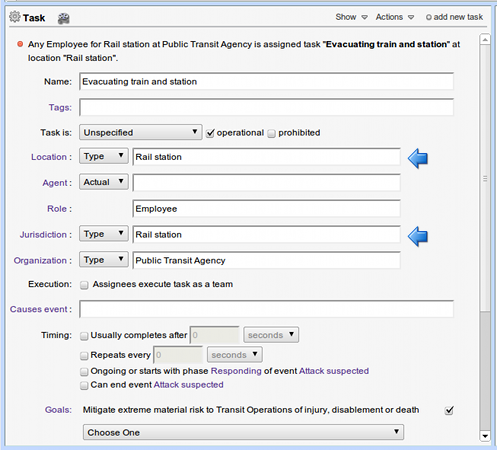 Task Show Actions add new task
Any Employee for Rail station at Public Transit Agency is assigned task "Evacuating train and station" at
location "Rail station".
Name: Evacuating train and station
Tags:
Task is: Unspecified operational prohibited
Location : Type Rail station
Agent : Actual
Role : Employee
Jurisdiction : Type Rail station
Organization : Type Public Transit Agency
Execution: Assignees execute task as a team
Causes event :
Timing: Usually completes after 0 seconds
Repeats every 0 seconds
Ongoing or starts with phase Responding of event Attack suspected
Can end event Attack suspected
Goals: Mitigate extreme material risk to Transit Operations of injury, disablement or death
Choose One